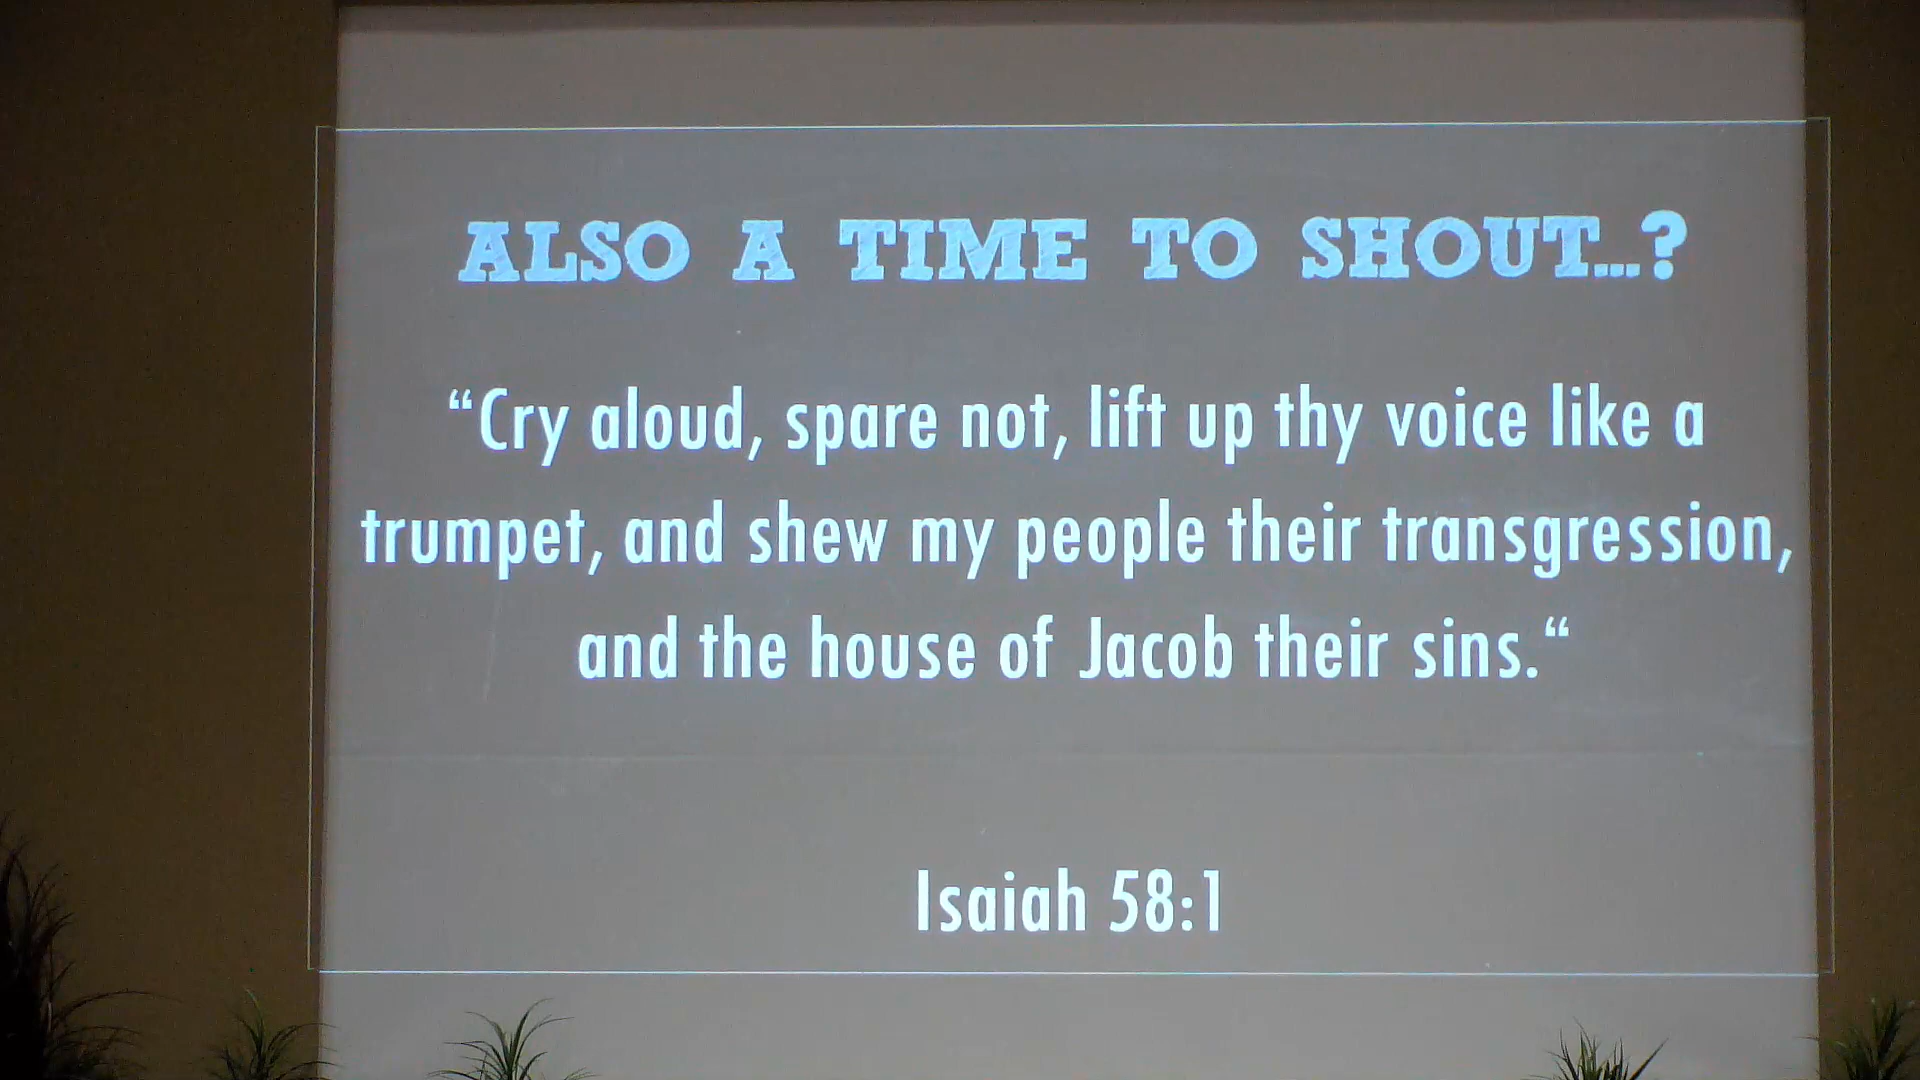 ALSO A TIME TO SHOUT...?
“Cry aloud, spare not, lift up thy voice like a
trumpet, and shew my people their transgression,
and the house of Jacob their sins.“
Isaiah 58:1